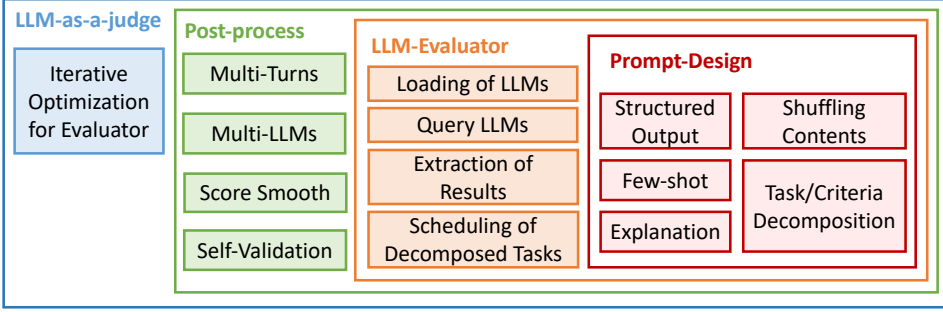 LLM-as-a-judge
Iterative
Optimization
for Evaluator
Post-process
Multi-Turns
Multi-LLMs
Score Smooth
Self-Validation
LLM-Evaluator
Loading of LLMs
Query LLMs
Extraction of
Results
Scheduling of
Decomposed Tasks
Prompt-Design
Structured
Output
Few-shot
Explanation
Shuffling
Contents
Task/Criteria
Decomposition